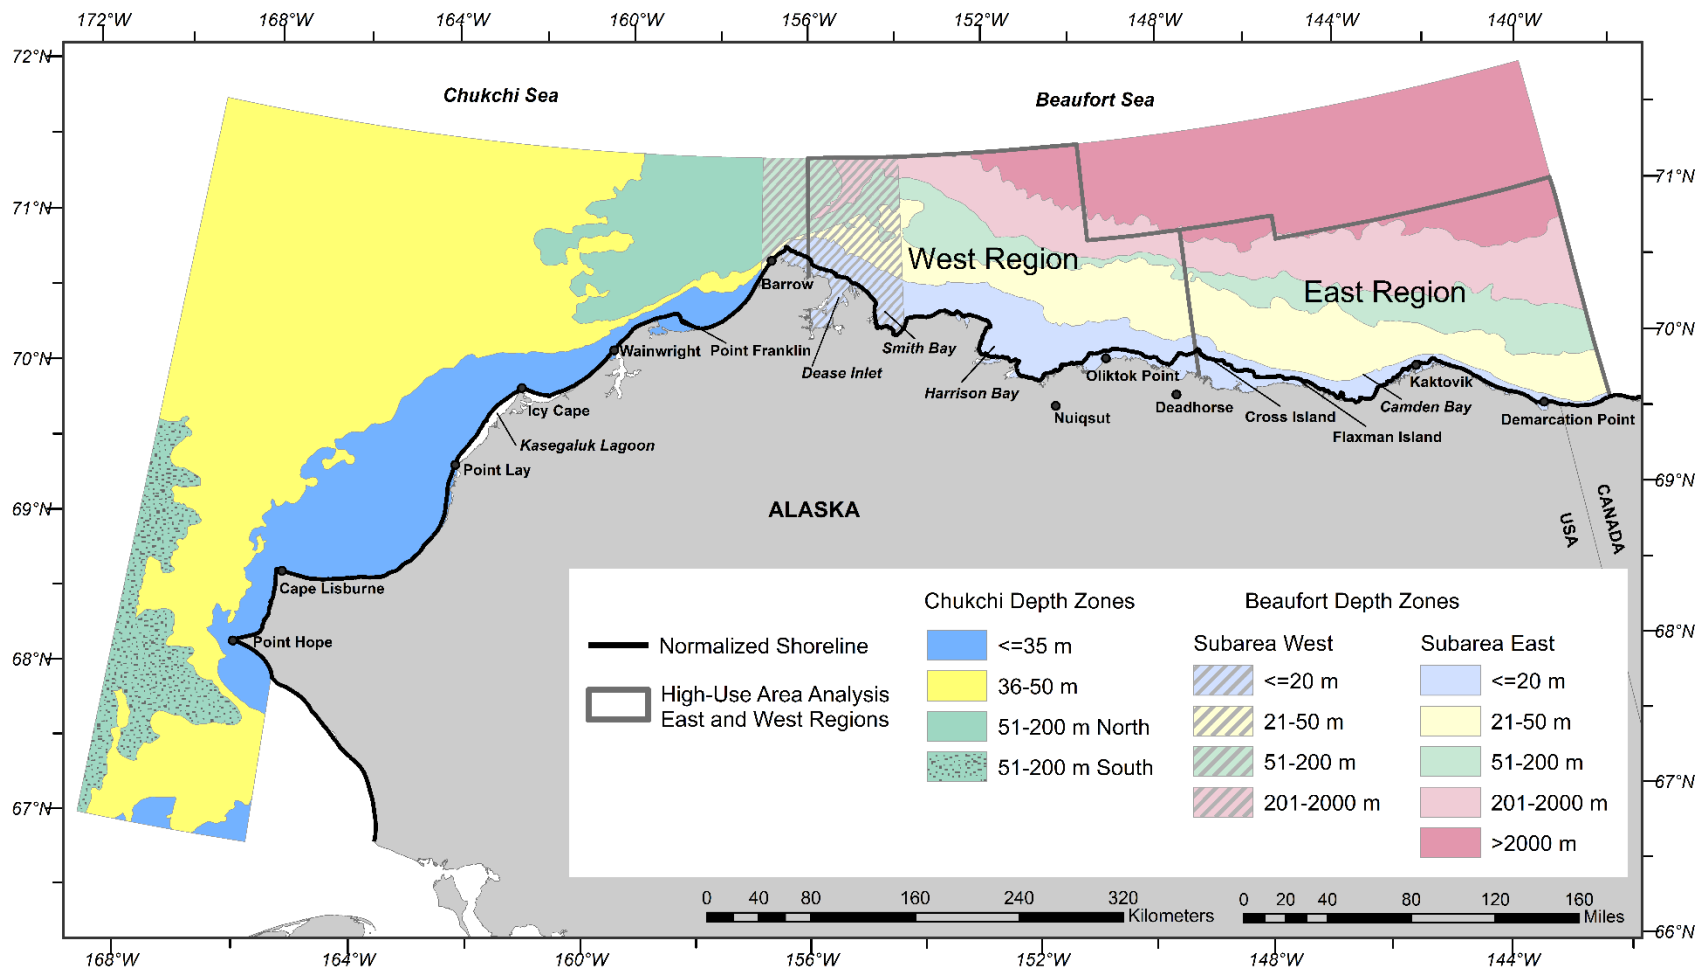 172°W 168°W 164°W 160°W 156°W 152°W 148°W 144°W 140°W
72°N
Chukchi Sea
Beaufort Sea
71°N
71°N
West Region
East Region
Barrow
70°N
70°N
Wainwright
Point Franklin
Smith Bay
Dease Inlet
Harrison Bay
Oliktok Point
Kaktovik
Icy Cape
Nuiqsut
Deadhorse
Cross Island
Camden Bay
Demarcation Point
Flaxman Island
Kasegaluk Lagoon
Point Lay
69°N
69°N
ALASKA
USA
CANADA
Cape Lisburne
Point Hope
68°N
68°N
67°N
67°N
Normalized Shoreline
High-Use Area Analysis
East and West Regions
Chukchi Depth Zones
<=35 m
36-50 m
51-200 m North
51-200 m South
Beaufort Depth Zones
Subarea West
<=20 m
21-50 m
51-200 m
201-2000 m
Subarea East
<=20 m
21-50 m
51-200 m
201-2000 m
>2000 m
0 40 80 160 240 320
Kilometers
0 20 40 80 120 160
Miles
66°N
168°W 164°W 160°W 156°W 152°W 148°W 144°W